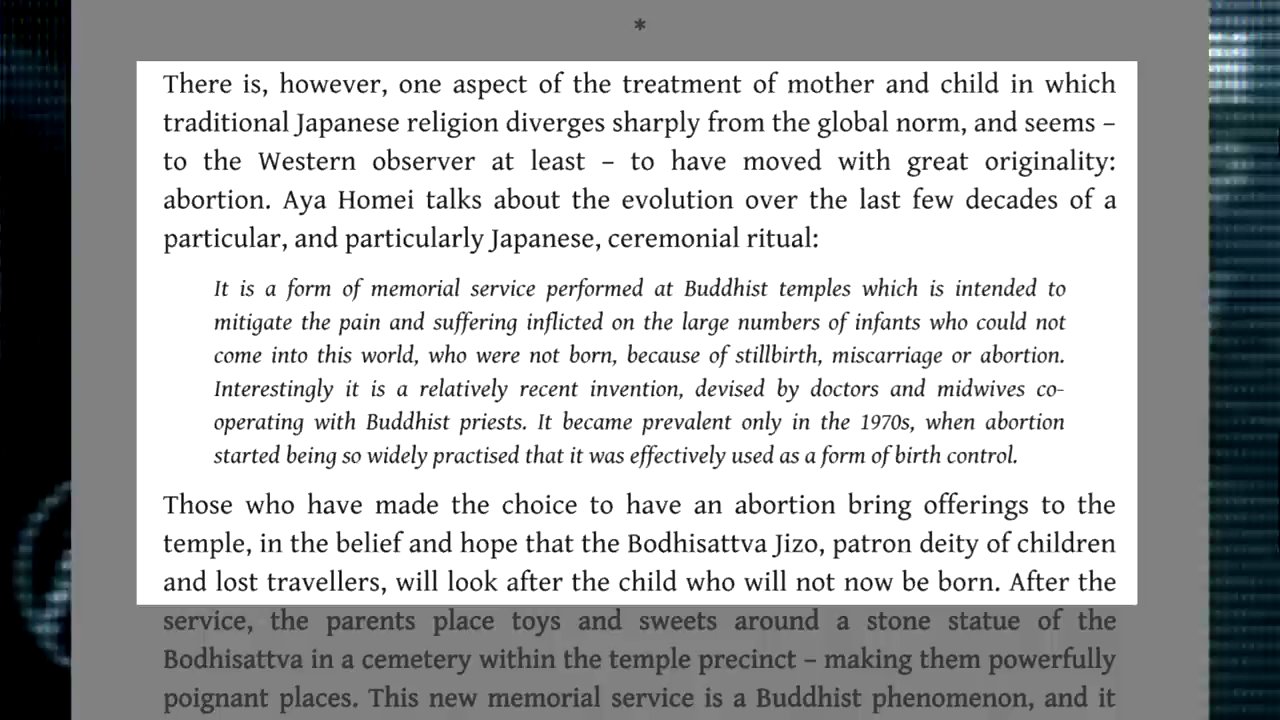 *
There is, however, one aspect of the treatment of mother and child in which
traditional Japanese religion diverges sharply from the global norm, and seems –
to the Western observer at least – to have moved with great originality:
abortion. Aya Homei talks about the evolution over the last few decades of a
particular, and particularly Japanese, ceremonial ritual:
It is a form of memorial service performed at Buddhist temples which is intended to
mitigate the pain and suffering inflicted on the large numbers of infants who could not
come into this world, who were not born, because of stillbirth, miscarriage or abortion.
Interestingly it is a relatively recent invention, devised by doctors and midwives co-
operating with Buddhist priests. It became prevalent only in the 1970s, when abortion
started being so widely practised that it was effectively used as a form of birth control.
Those who have made the choice to have an abortion bring offerings to the
temple, in the belief and hope that the Bodhisattva Jizo, patron deity of children
and lost travellers, will look after the child who will not now be born. After the
service, the parents place toys and sweets around a stone statue of the
Bodhisattva in a cemetery within the temple precinct – making them powerfully
poignant places. This new memorial service is a Buddhist phenomenon, and it